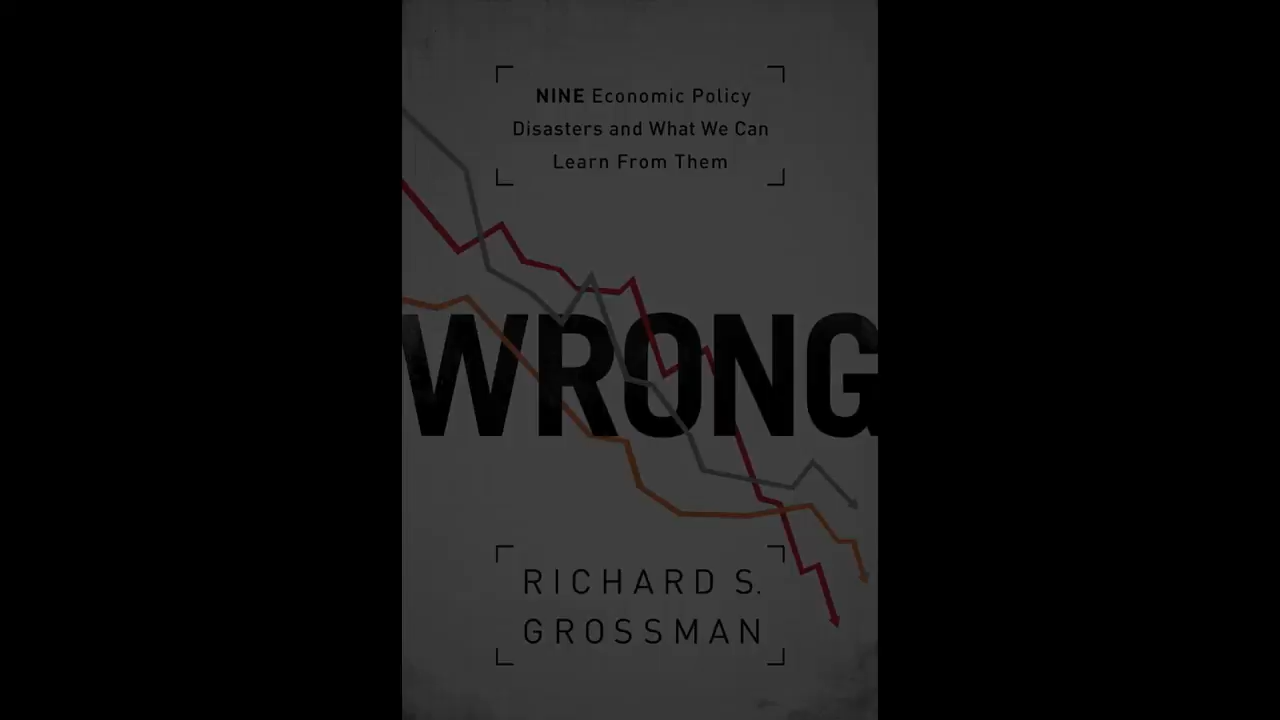 NINE Economic Policy
Disasters and What We Can
Learn From Them
WRONG
RICHARD S.
GROSSMAN